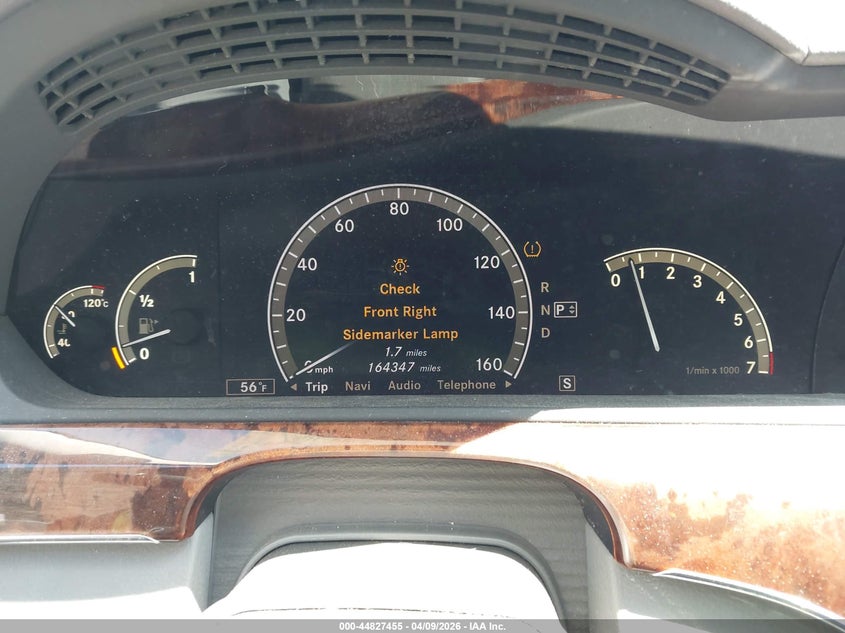 80
60 100
40 120
20 140
0 mph 160
Check
Front Right
Sidemarker Lamp
1.7 miles
164347 miles
Trip Navi Audio Telephone
56°F
120°C
40
1
1/2
0
R
N P
D
S
0 1 2 3 4 5 6 7
1/min x 1000
000-44827455 - 04/09/2026 - IAA Inc.